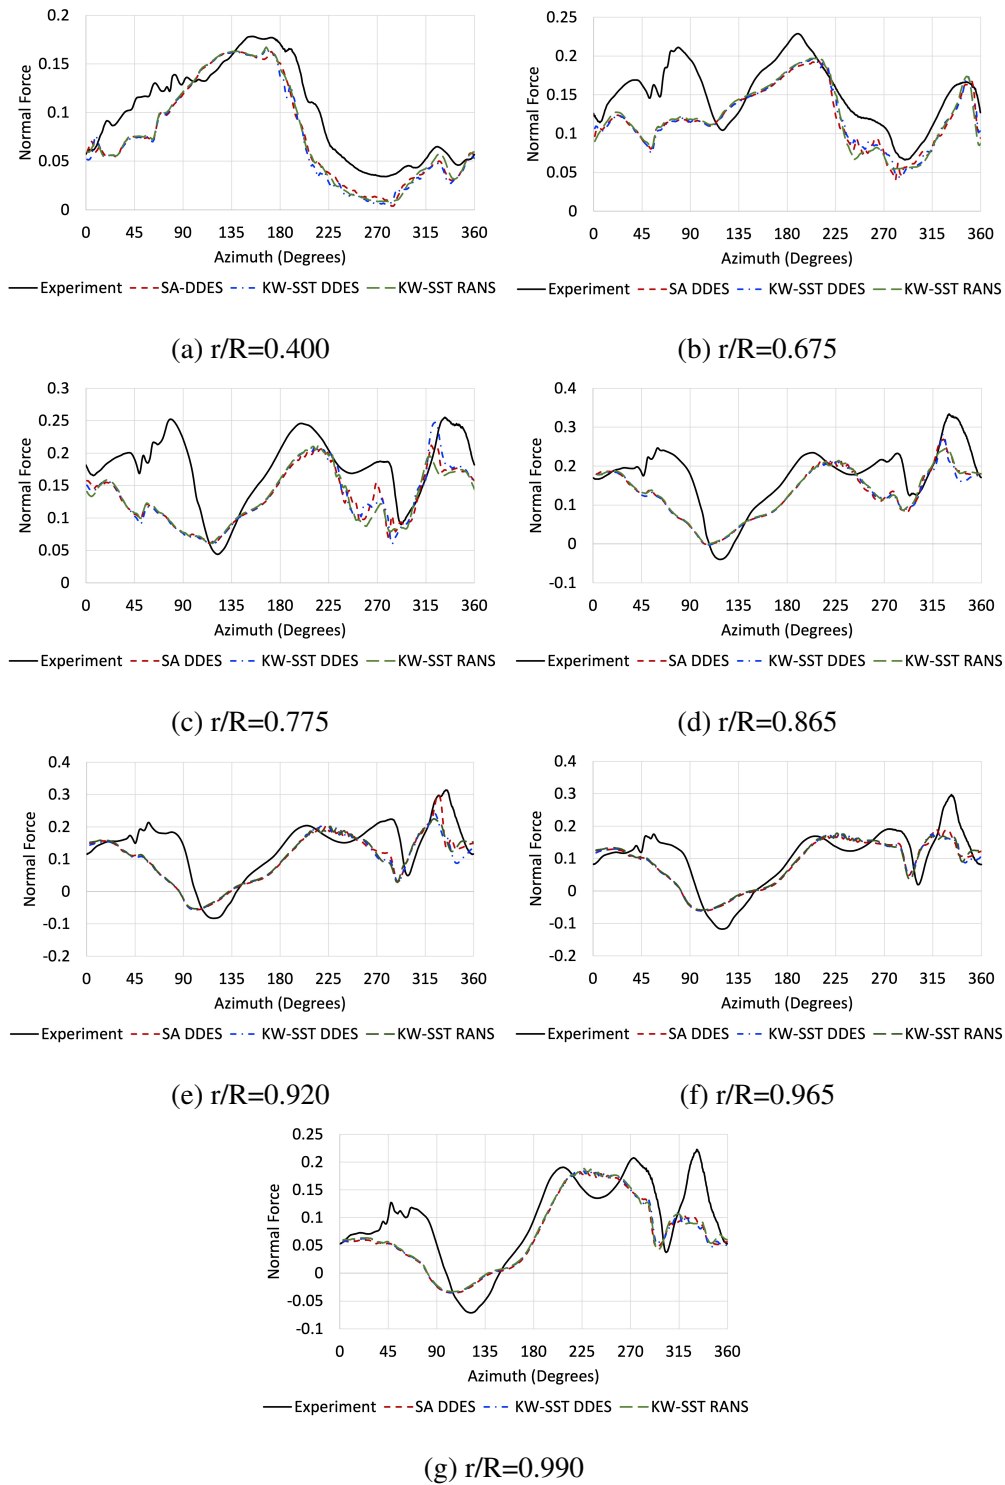 0.2
0.15
0.1
0.05
0
Normal Force
0 45 90 135 180 225 270 315 360
Azimuth (Degrees)
Experiment SA-DDES KW-SST DDES KW-SST RANS
(a) r/R=0.400
0.25
0.2
0.15
0.1
0.05
0
Normal Force
0 45 90 135 180 225 270 315 360
Azimuth (Degrees)
Experiment SA DDES KW-SST DDES KW-SST RANS
(b) r/R=0.675
0.3
0.25
0.2
0.15
0.1
0.05
0
Normal Force
0 45 90 135 180 225 270 315 360
Azimuth (Degrees)
Experiment SA DDES KW-SST DDES KW-SST RANS
(c) r/R=0.775
0.4
0.3
0.2
0.1
0
-0.1
Normal Force
0 45 90 135 180 225 270 315 360
Azimuth (Degrees)
Experiment SA DDES KW-SST DDES KW-SST RANS
(d) r/R=0.865
0.4
0.3
0.2
0.1
0
-0.1
-0.2
Normal Force
0 45 90 135 180 225 270 315 360
Azimuth (Degrees)
Experiment SA DDES KW-SST DDES KW-SST RANS
(e) r/R=0.920
0.4
0.3
0.2
0.1
0
-0.1
-0.2
Normal Force
0 45 90 135 180 225 270 315 360
Azimuth (Degrees)
Experiment SA DDES KW-SST DDES KW-SST RANS
(f) r/R=0.965
0.25
0.2
0.15
0.1
0.05
0
-0.05
-0.1
Normal Force
0 45 90 135 180 225 270 315 360
Azimuth (Degrees)
Experiment SA DDES KW-SST DDES KW-SST RANS
(g) r/R=0.990